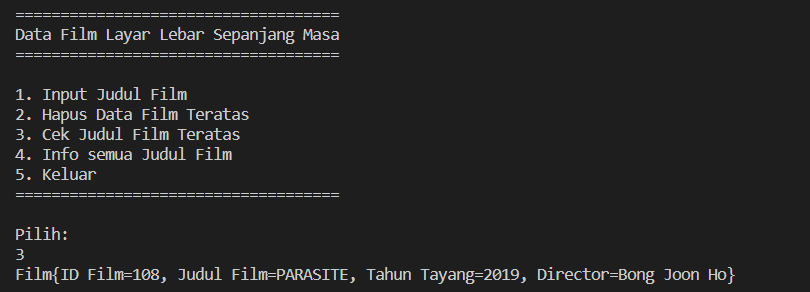 ====================================
Data Film Layar Lebar Sepanjang Masa
====================================
1. Input Judul Film
2. Hapus Data Film Teratas
3. Cek Judul Film Teratas
4. Info semua Judul Film
5. Keluar
====================================
Pilih:
3
Film{ID Film=108, Judul Film=PARASITE, Tahun Tayang=2019, Director=Bong Joon Ho}